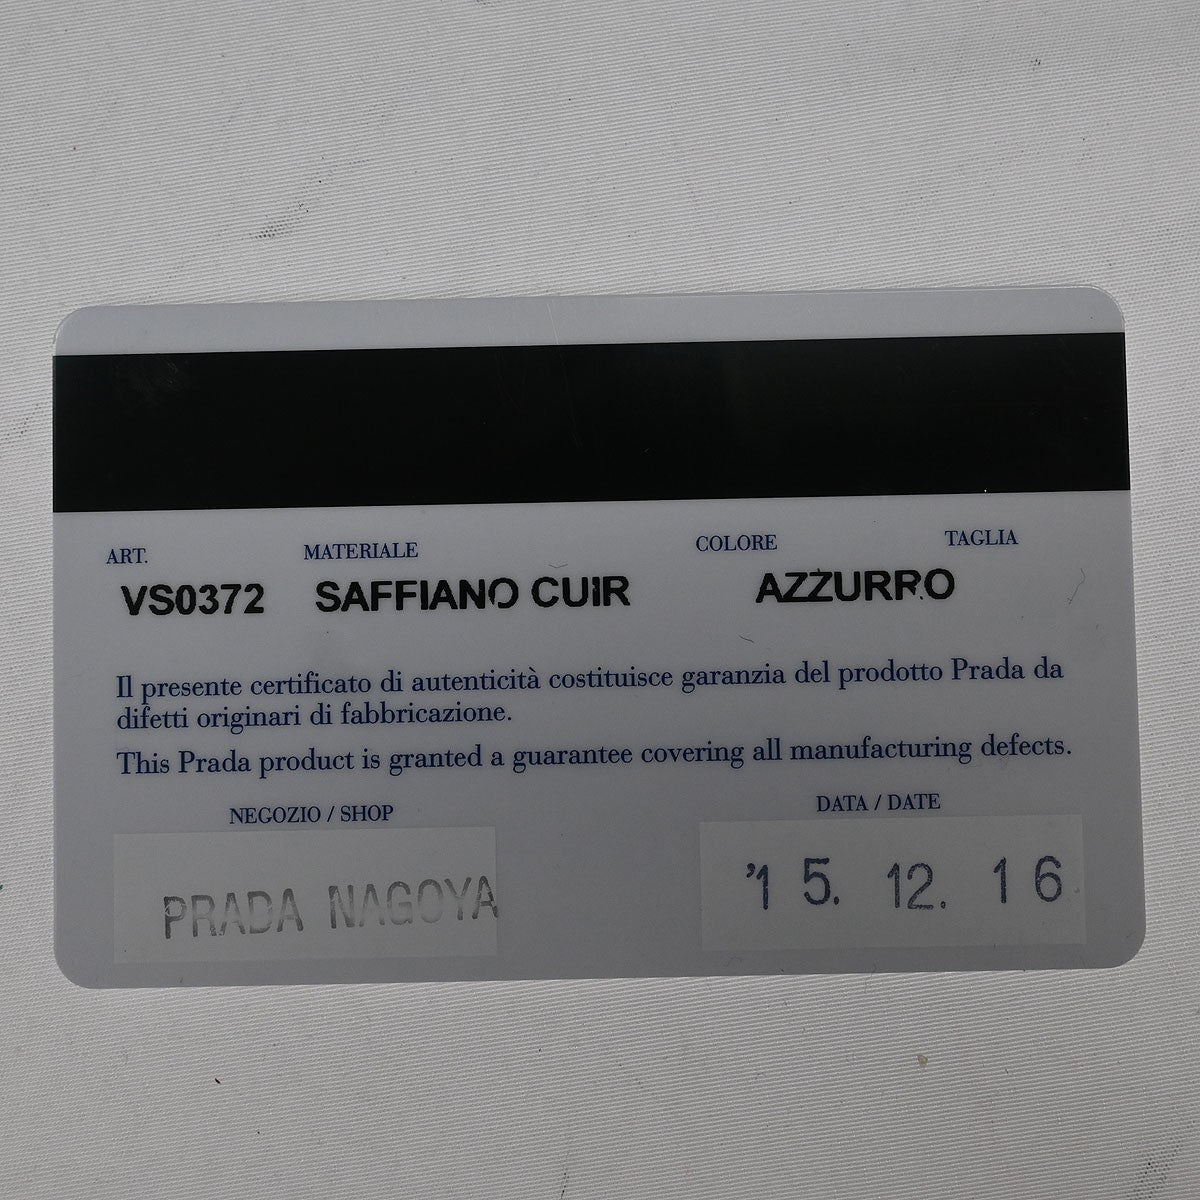 ART. MATERIALE COLORE TAGLIA
VS0372 SAFFIANO CUIR AZZURRO
Il presente certificato di autenticità costituisce garanzia del prodotto Prada da
difetti originari di fabbricazione.
This Prada product is granted a guarantee covering all manufacturing defects.
NEGOZIO / SHOP DATA / DATE
PRADA NAGOYA '15. 12. 16